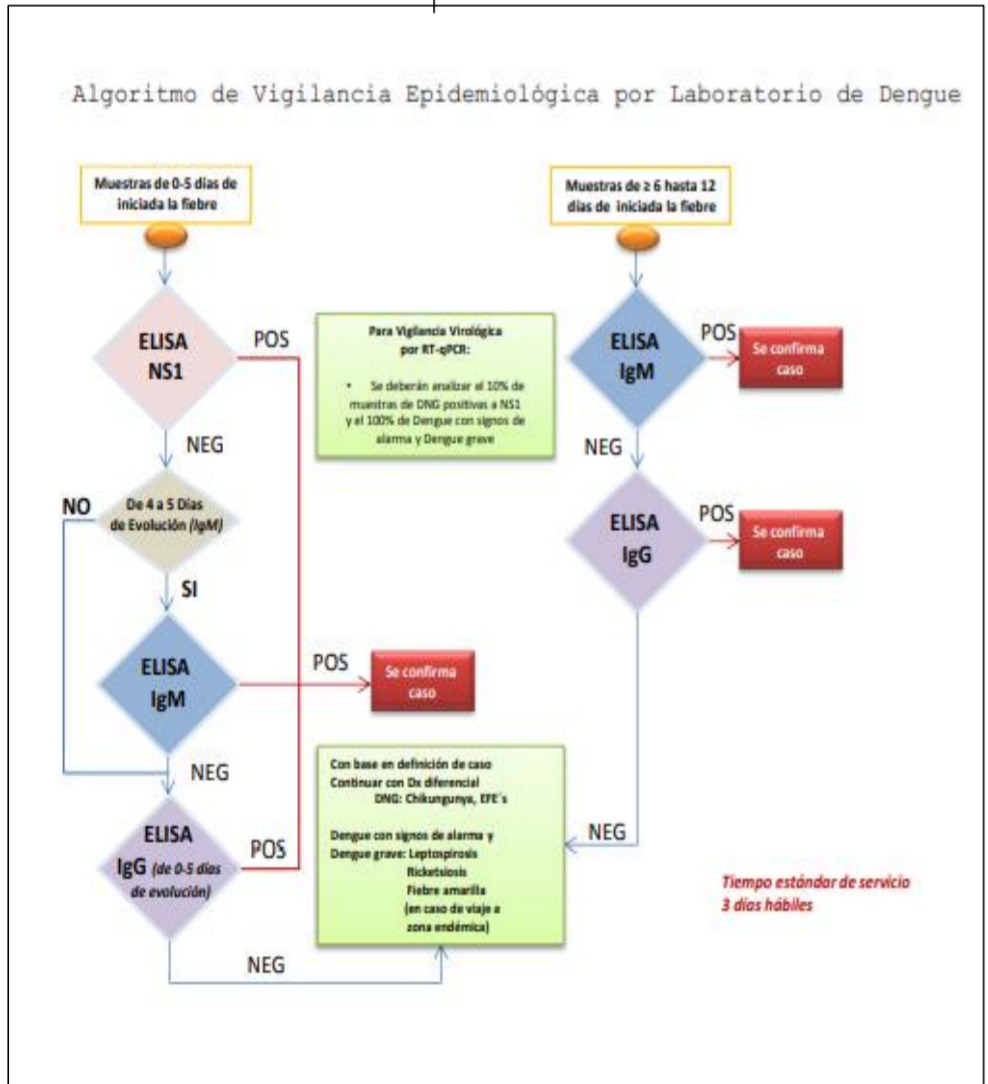 Algoritmo de Vigilancia Epidemiológica por Laboratorio de Dengue
Muestras de 0-5 días de
iniciada la fiebre
ELISA
NS1
POS
NEG
De 4 a 5 Días
de Evolución (IgM)
NO
SI
ELISA
IgM
POS
Se confirma
caso
NEG
ELISA
IgG (de 0-5 días
de evolución)
POS
NEG
Para Vigilancia Virológica
por RT-qPCR:
• Se deberán analizar el 10% de
muestras de DNG positivas a NS1
y el 100% de Dengue con signos de
alarma y Dengue grave
Con base en definición de caso
Continuar con Dx diferencial
DNG: Chikungunya, EFE´s
Dengue con signos de alarma y
Dengue grave: Leptospirosis
Ricketsiosis
Fiebre amarilla
(en caso de viaje a
zona endémica)
Muestras de ≥ 6 hasta 12
días de iniciada la fiebre
ELISA
IgM
POS
Se confirma
caso
NEG
ELISA
IgG
POS
Se confirma
caso
NEG
Tiempo estándar de servicio
3 días hábiles